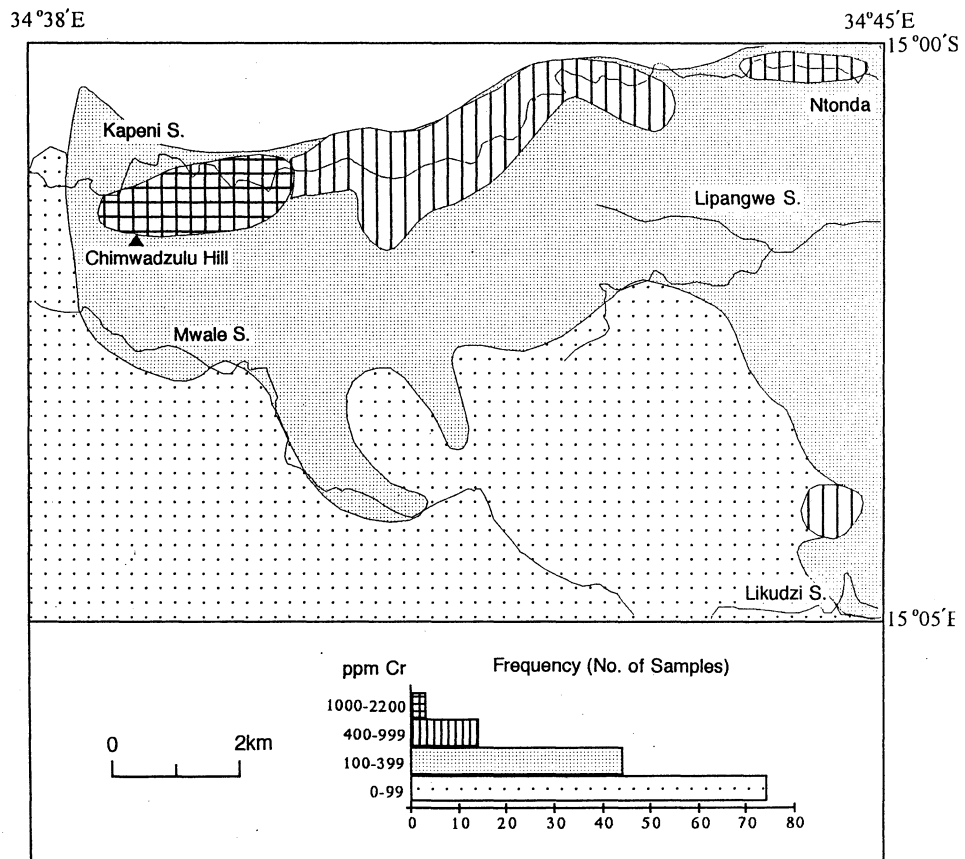 34°38′E
34°45′E
15°00′S
Kapeni S.
Ntonda
Lipangwe S.
Chimwadzulu Hill
Mwale S.
Likudzi S.
15°05′E
ppm Cr
Frequency (No. of Samples)
1000-2200
400-999
100-399
0-99
0 2km
0 10 20 30 40 50 60 70 80